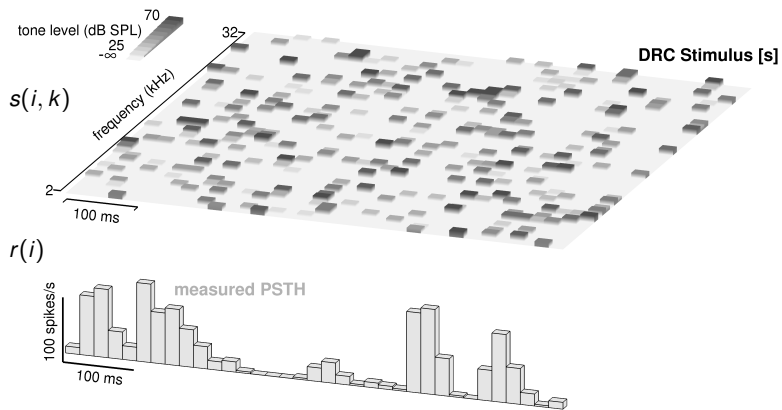 70
tone level (dB SPL)
25
-∞
32
DRC Stimulus [s]
s(i, k)
frequency (kHz)
2
100 ms
r(i)
measured PSTH
100 spikes/s
100 ms